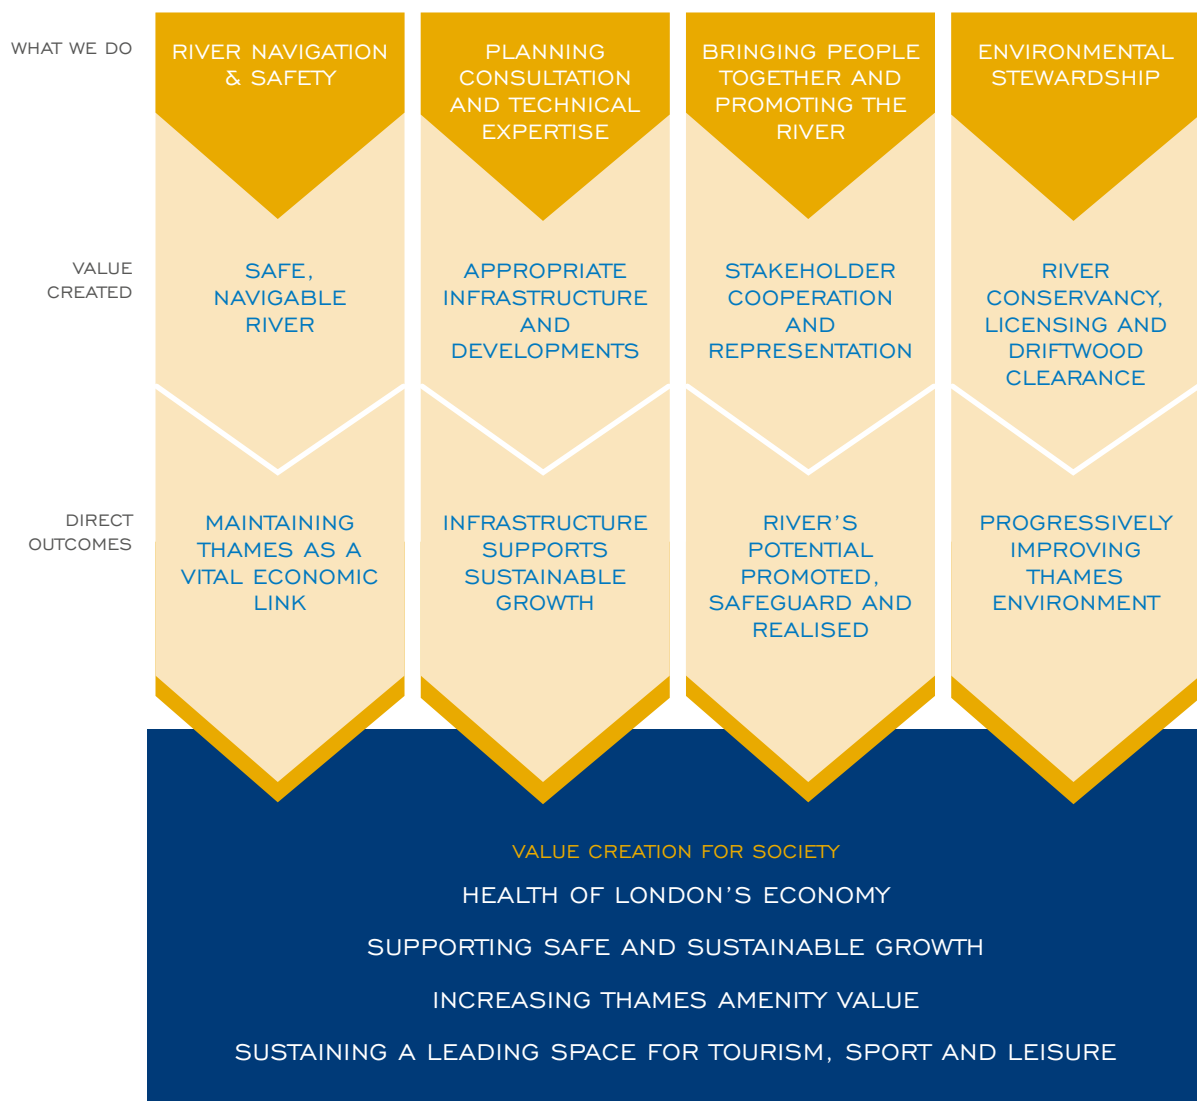 WHAT WE DO
RIVER NAVIGATION
& SAFETY
PLANNING
CONSULTATION
AND TECHNICAL
EXPERTISE
BRINGING PEOPLE
TOGETHER AND
PROMOTING THE
RIVER
ENVIRONMENTAL
STEWARDSHIP
VALUE
CREATED
SAFE,
NAVIGABLE
RIVER
APPROPRIATE
INFRASTRUCTURE
AND
DEVELOPMENTS
STAKEHOLDER
COOPERATION
AND
REPRESENTATION
RIVER
CONSERVANCY,
LICENSING AND
DRIFTWOOD
CLEARANCE
DIRECT
OUTCOMES
MAINTAINING
THAMES AS A
VITAL ECONOMIC
LINK
INFRASTRUCTURE
SUPPORTS
SUSTAINABLE
GROWTH
RIVER'S
POTENTIAL
PROMOTED,
SAFEGUARD AND
REALISED
PROGRESSIVELY
IMPROVING
THAMES
ENVIRONMENT
VALUE CREATION FOR SOCIETY
HEALTH OF LONDON'S ECONOMY
SUPPORTING SAFE AND SUSTAINABLE GROWTH
INCREASING THAMES AMENITY VALUE
SUSTAINING A LEADING SPACE FOR TOURISM, SPORT AND LEISURE